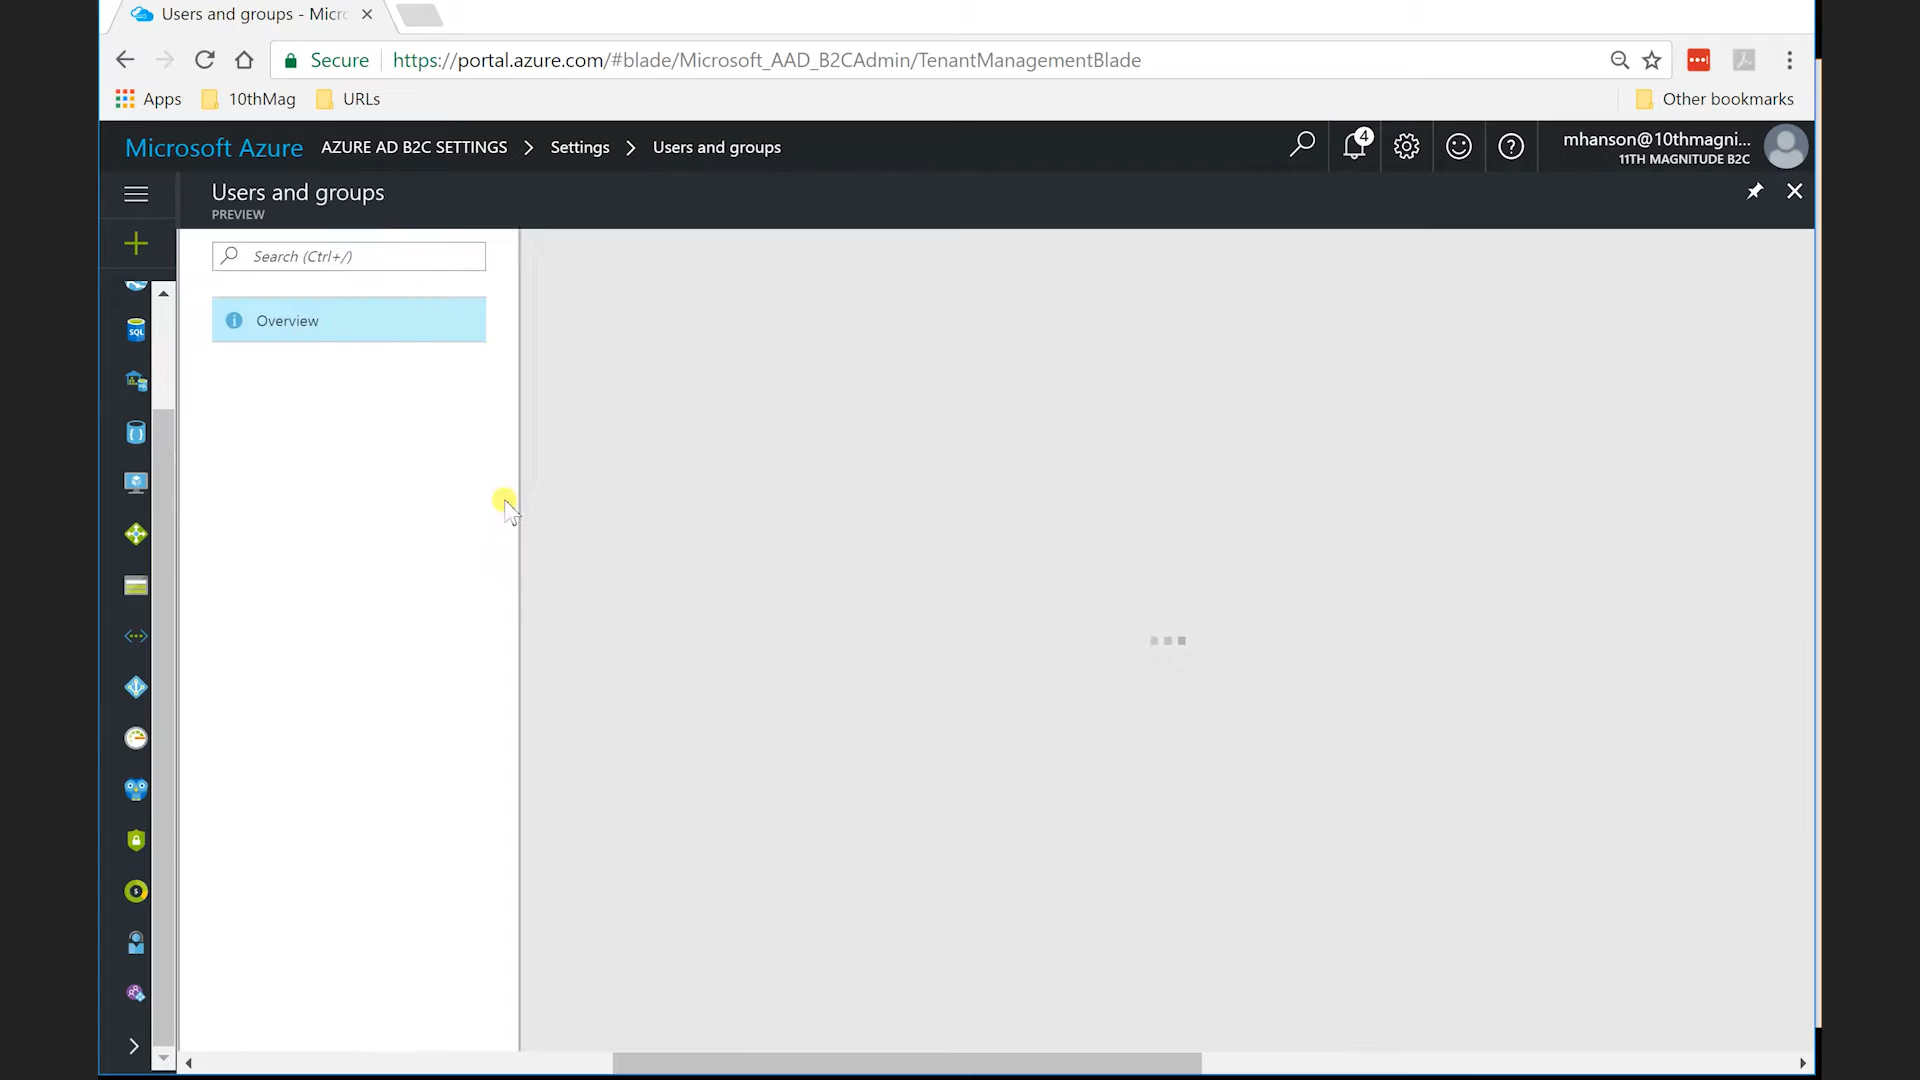 Users and groups - Micr
Secure
https://portal.azure.com/#blade/Microsoft_AAD_B2CAdmin/TenantManagementBlade
Apps
10thMag
URLs
Other bookmarks
Microsoft Azure
AZURE AD B2C SETTINGS > Settings > Users and groups
4
mhanson@10thmagni...
11TH MAGNITUDE B2C
Users and groups
PREVIEW
Search (Ctrl+/)
Overview
SQL